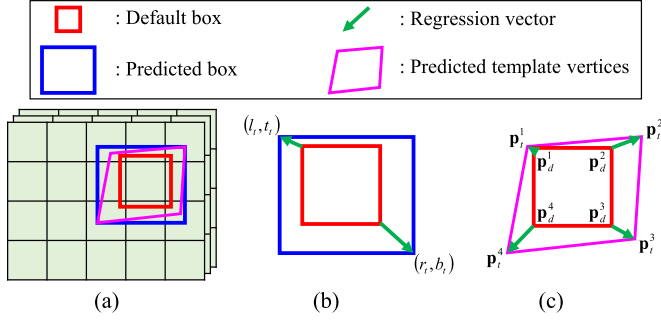 : Default box
: Regression vector
: Predicted box
: Predicted template vertices
(l_t, t_t)
(r_t, b_t)
p_t^1
p_t^2
p_d^1
p_d^2
p_d^4
p_d^3
p_t^4
p_t^3
(a)
(b)
(c)